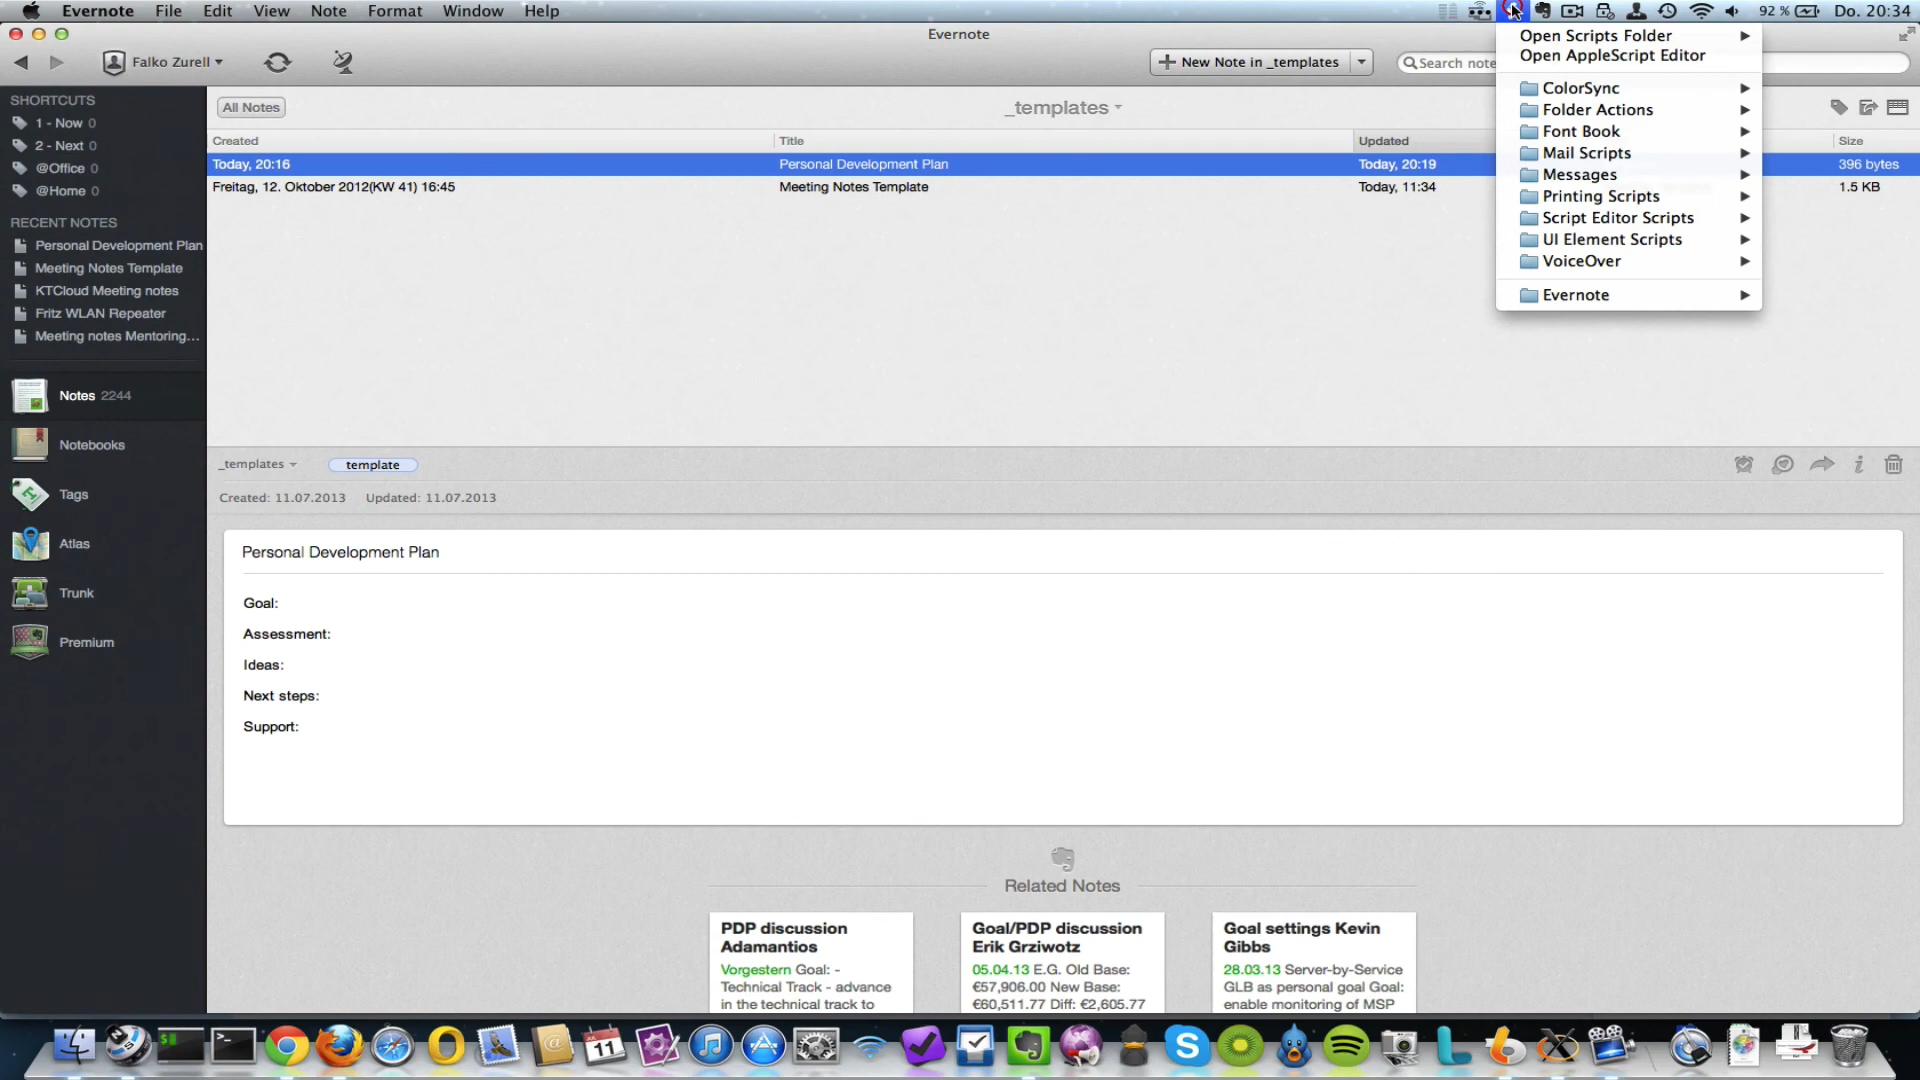 Evernote File Edit View Note Format Window Help
92 % Do. 20:34
Evernote
Falko Zurell
New Note in _templates
Search note
Open Scripts Folder
Open AppleScript Editor
ColorSync
Folder Actions
Font Book
Mail Scripts
Messages
Printing Scripts
Script Editor Scripts
UI Element Scripts
VoiceOver
Evernote
SHORTCUTS
1 - Now 0
2 - Next 0
@Office 0
@Home 0
RECENT NOTES
Personal Development Plan
Meeting Notes Template
KTCloud Meeting notes
Fritz WLAN Repeater
Meeting notes Mentoring...
Notes 2244
Notebooks
Tags
Atlas
Trunk
Premium
All Notes
_templates
Created Title Updated Size
Today, 20:16 Personal Development Plan Today, 20:19 396 bytes
Freitag, 12. Oktober 2012(KW 41) 16:45 Meeting Notes Template Today, 11:34 1.5 KB
_templates template
Created: 11.07.2013 Updated: 11.07.2013
Personal Development Plan
Goal:
Assessment:
Ideas:
Next steps:
Support:
Related Notes
PDP discussion
Adamantios
Vorgestern Goal: -
Technical Track - advance
in the technical track to
Goal/PDP discussion
Erik Grziwotz
05.04.13 E.G. Old Base:
€57,906.00 New Base:
€60,511.77 Diff: €2,605.77
Goal settings Kevin
Gibbs
28.03.13 Server-by-Service
GLB as personal goal Goal:
enable monitoring of MSP
11